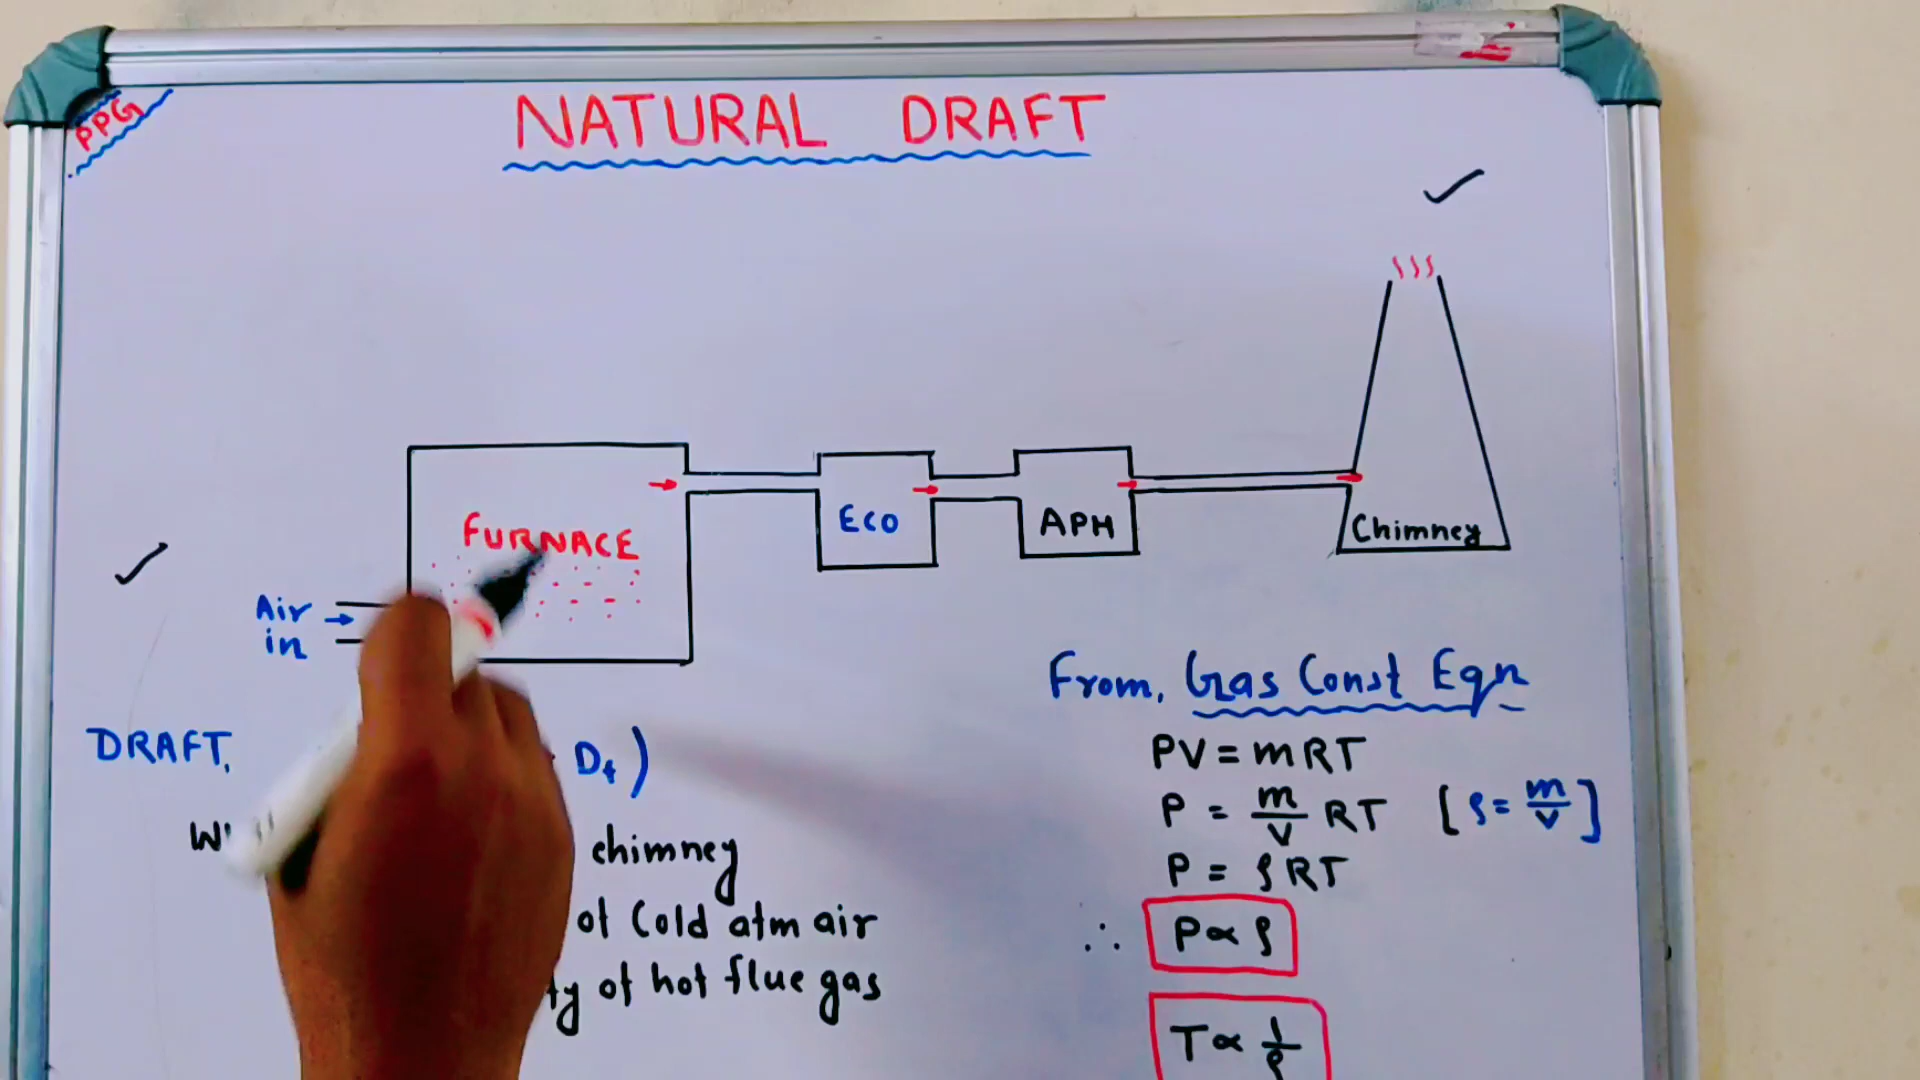 PPG
NATURAL DRAFT
FURNACE
ECO
APH
Chimney
Air
in
DRAFT,
Df)
chimney
of Cold atm air
of hot flue gas
From, Gas Const Eqn
PV = mRT
P = m/V RT [ρ = m/V]
P = ρRT
∴ P ∝ ρ
T ∝ 1/ρ